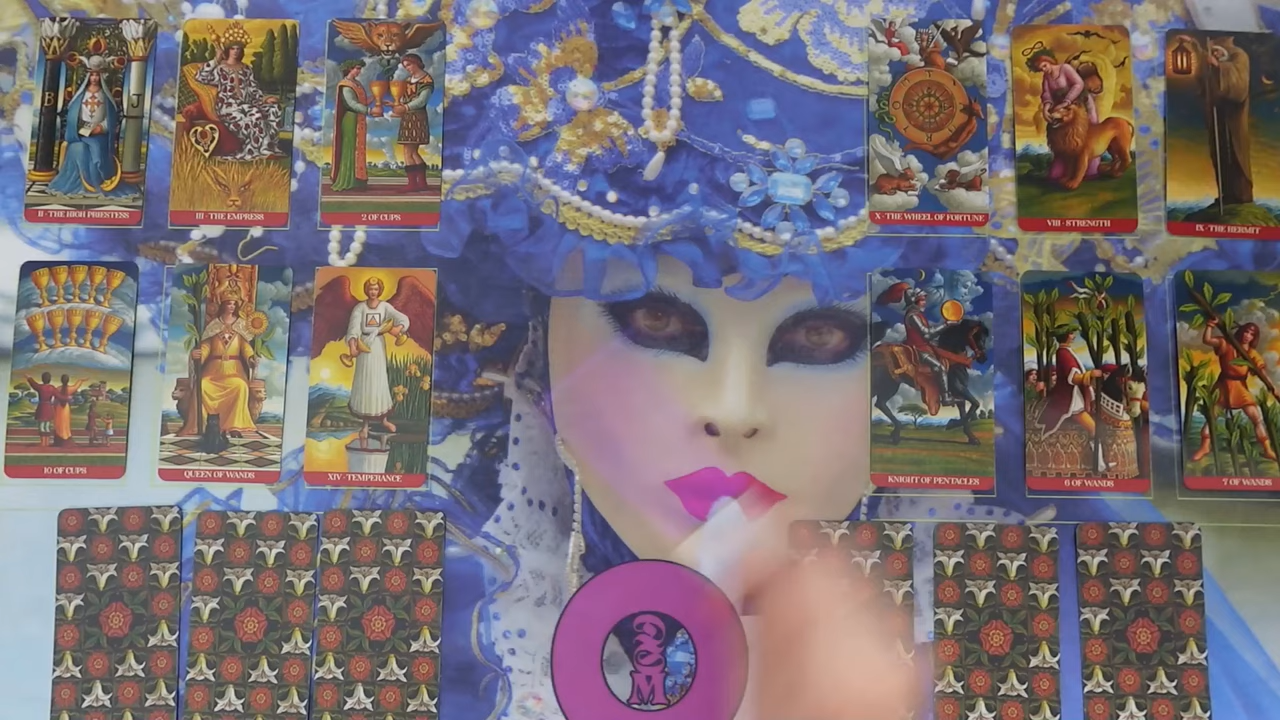 B J
II - THE HIGH PRIESTESS
III - THE EMPRESS
2 OF CUPS
T A R O
X - THE WHEEL OF FORTUNE
VIII - STRENGTH
IX - THE HERMIT
10 OF CUPS
QUEEN OF WANDS
XIV - TEMPERANCE
KNIGHT OF PENTACLES
6 OF WANDS
7 OF WANDS